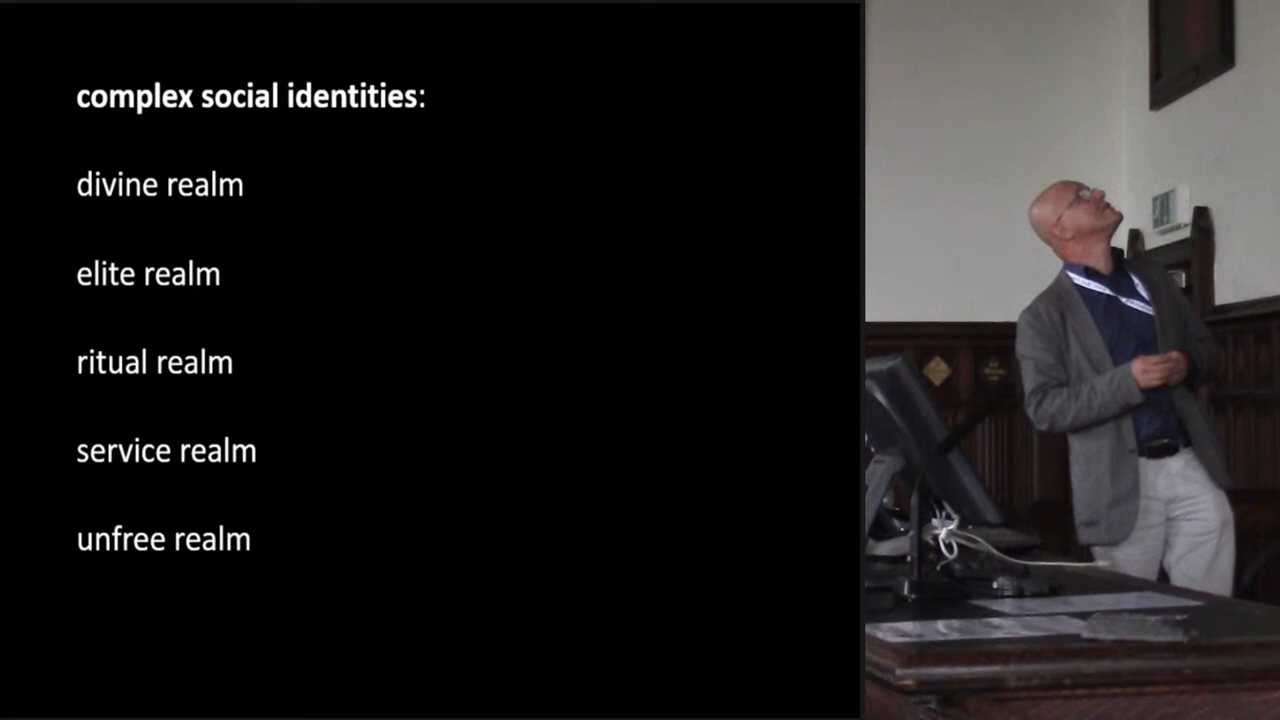 complex social identities:
divine realm
elite realm
ritual realm
service realm
unfree realm